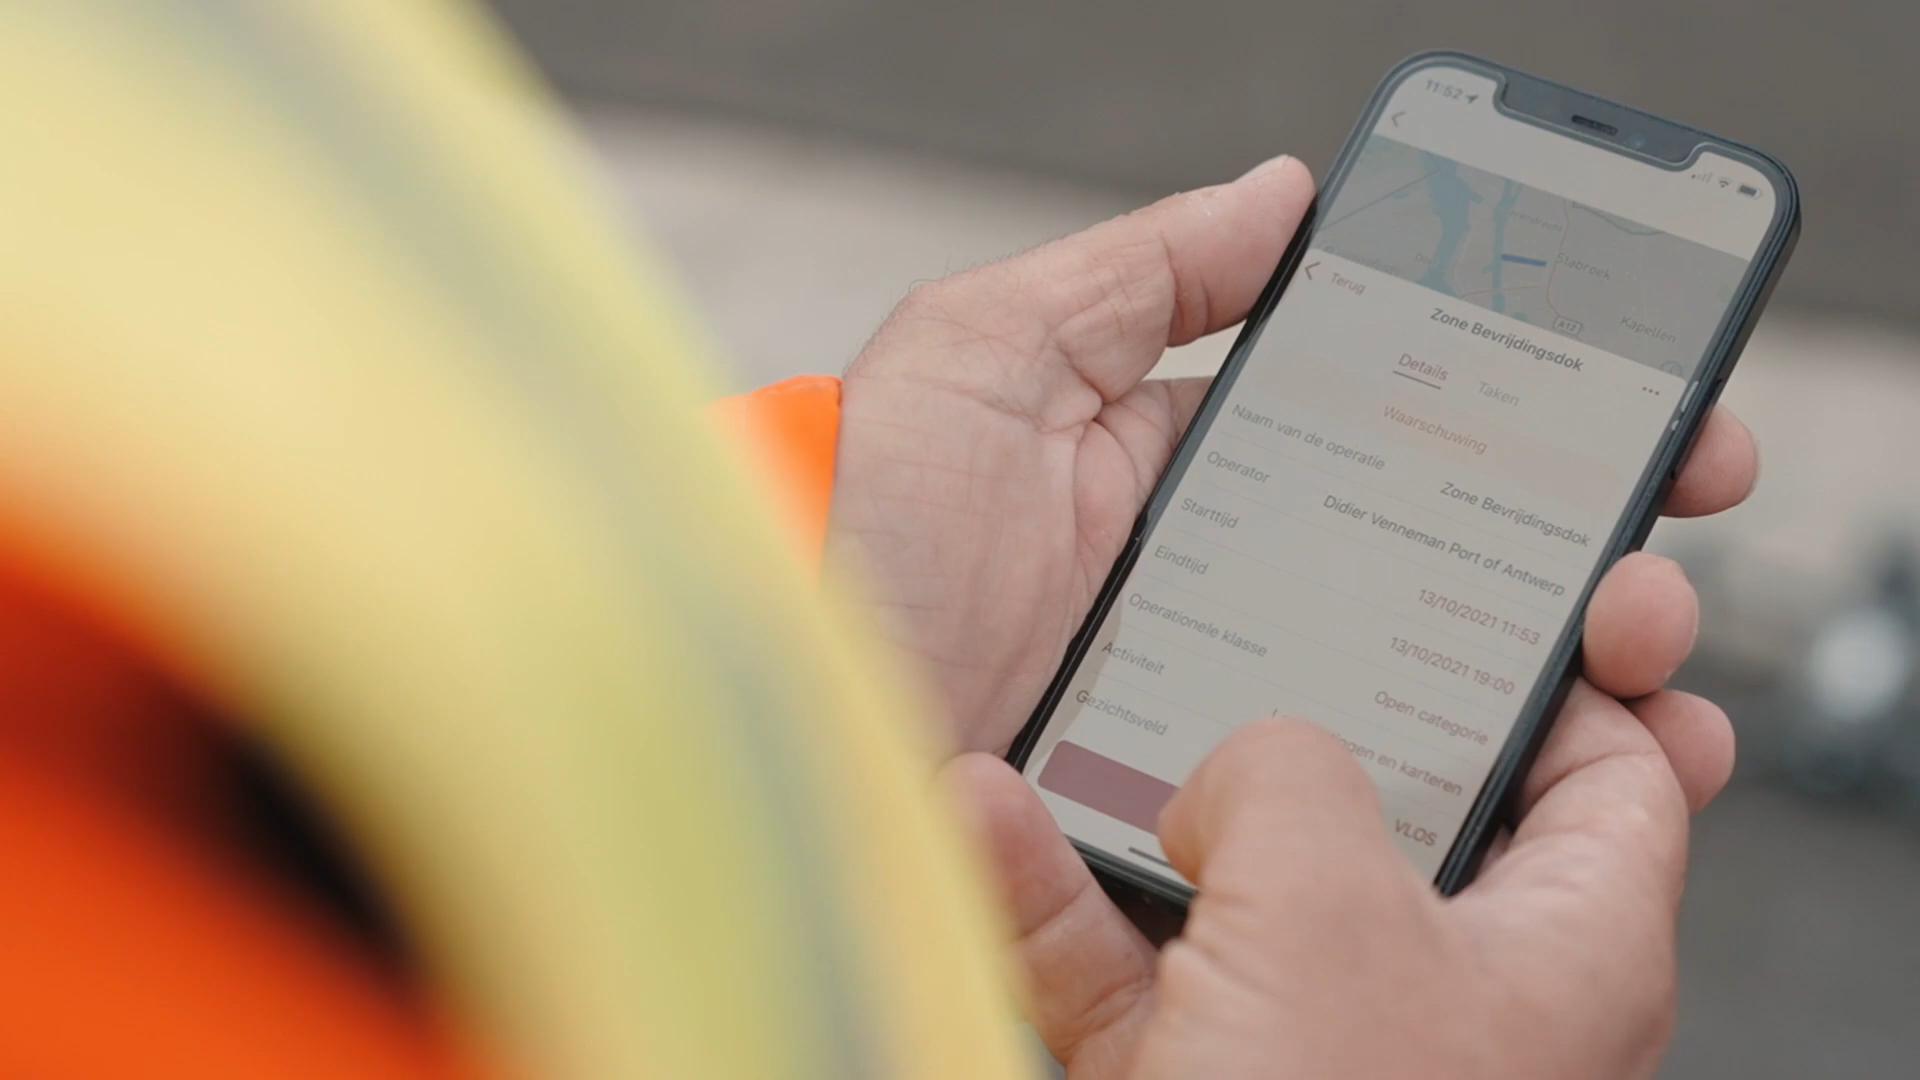 11:52
Stabroek
A12
Kapellen
Terug
Zone Bevrijdingsdok
Details Taken
Waarschuwing
Naam van de operatie Zone Bevrijdingsdok
Operator Didier Venneman Port of Antwerp
Starttijd 13/10/2021 11:53
Eindtijd 13/10/2021 19:00
Operationele klasse Open categorie
Activiteit en karteren
Gezichtsveld VLOS